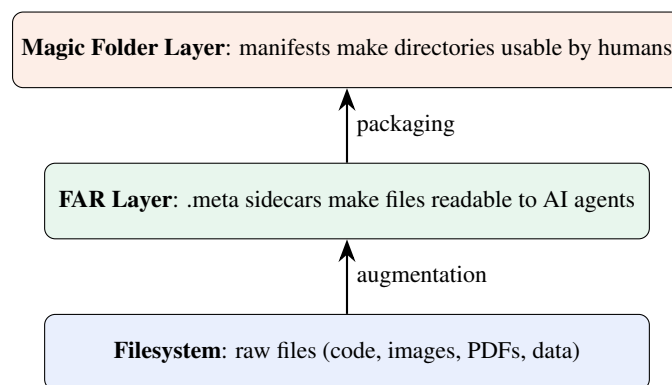 Magic Folder Layer: manifests make directories usable by humans
packaging
FAR Layer: .meta sidecars make files readable to AI agents
augmentation
Filesystem: raw files (code, images, PDFs, data)